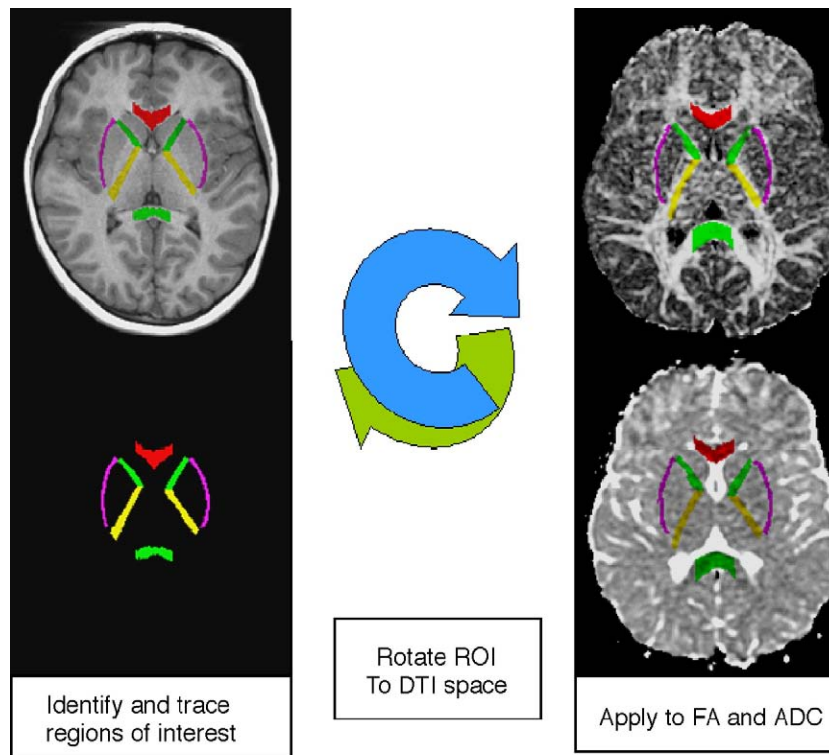 Identify and trace
regions of interest
Rotate ROI
To DTI space
Apply to FA and ADC